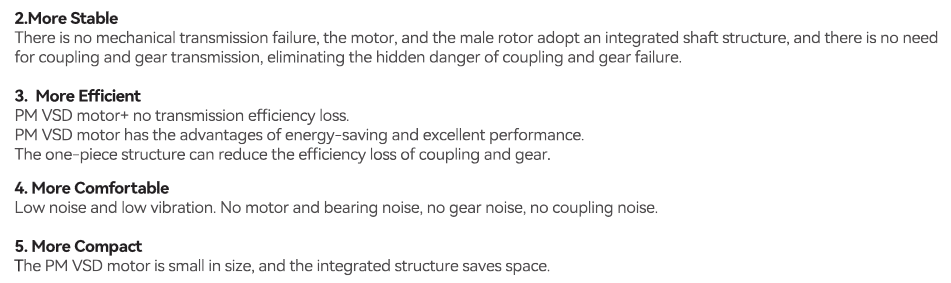 2.More Stable
There is no mechanical transmission failure, the motor, and the male rotor adopt an integrated shaft structure, and there is no need
for coupling and gear transmission, eliminating the hidden danger of coupling and gear failure.
3. More Efficient
PM VSD motor+ no transmission efficiency loss.
PM VSD motor has the advantages of energy-saving and excellent performance.
The one-piece structure can reduce the efficiency loss of coupling and gear.
4. More Comfortable
Low noise and low vibration. No motor and bearing noise, no gear noise, no coupling noise.
5. More Compact
The PM VSD motor is small in size, and the integrated structure saves space.